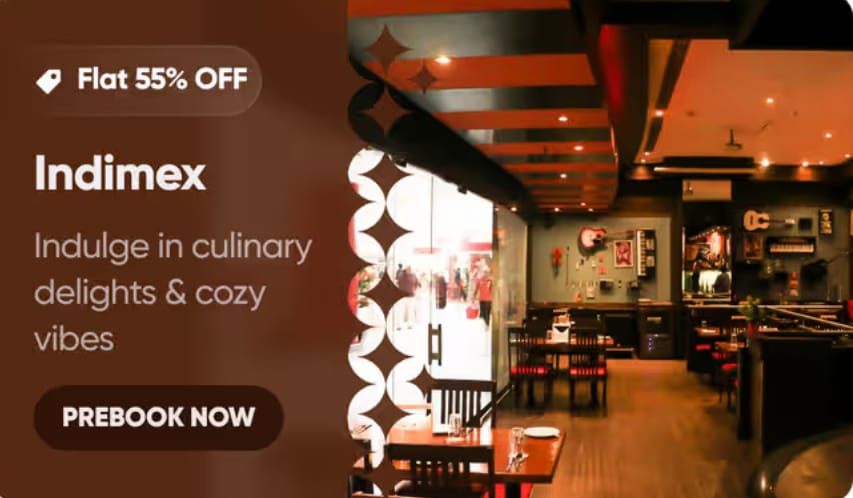 Flat 55% OFF
Indimex
Indulge in culinary
delights & cozy
vibes
PREBOOK NOW